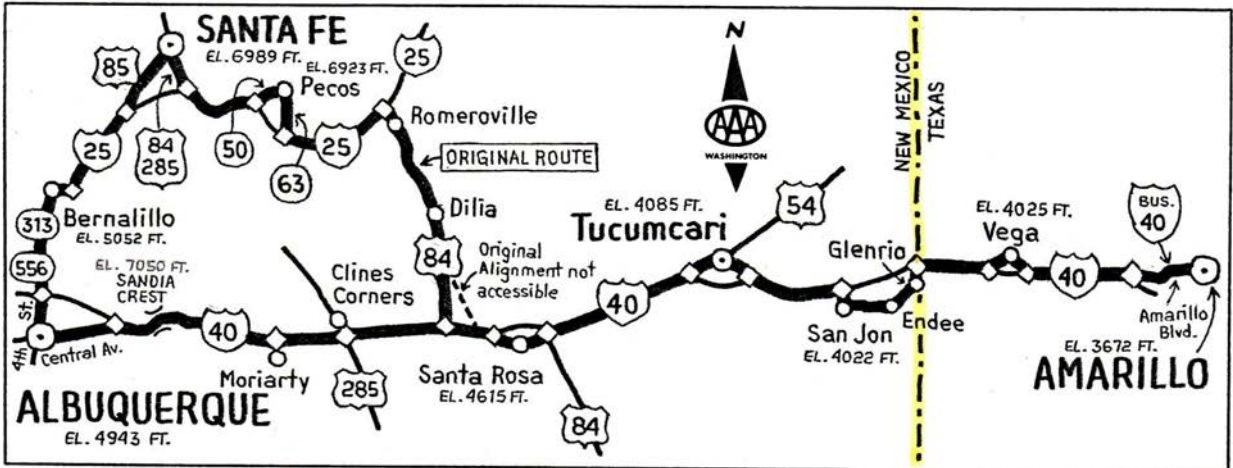 SANTA FE
EL. 6989 FT.
85
EL. 6923 FT.
Pecos
25
Romeroville
ORIGINAL ROUTE
25
84
285
50
63
25
N
AAA
WASHINGTON
NEW MEXICO
TEXAS
313
Bernalillo
EL. 5052 FT.
Dilia
EL. 4085 FT.
Tucumcari
54
EL. 4025 FT.
Vega
BUS.
40
556
EL. 7050 FT.
SANDIA
CREST
Clines
Corners
84
Original
Alignment not
accessible
Glenrio
40
40
4th St.
Central Av.
40
Moriarty
285
Santa Rosa
EL. 4615 FT.
84
San Jon
EL. 4022 FT.
Endee
Amarillo
Blvd.
EL. 3672 FT.
AMARILLO
ALBUQUERQUE
EL. 4943 FT.